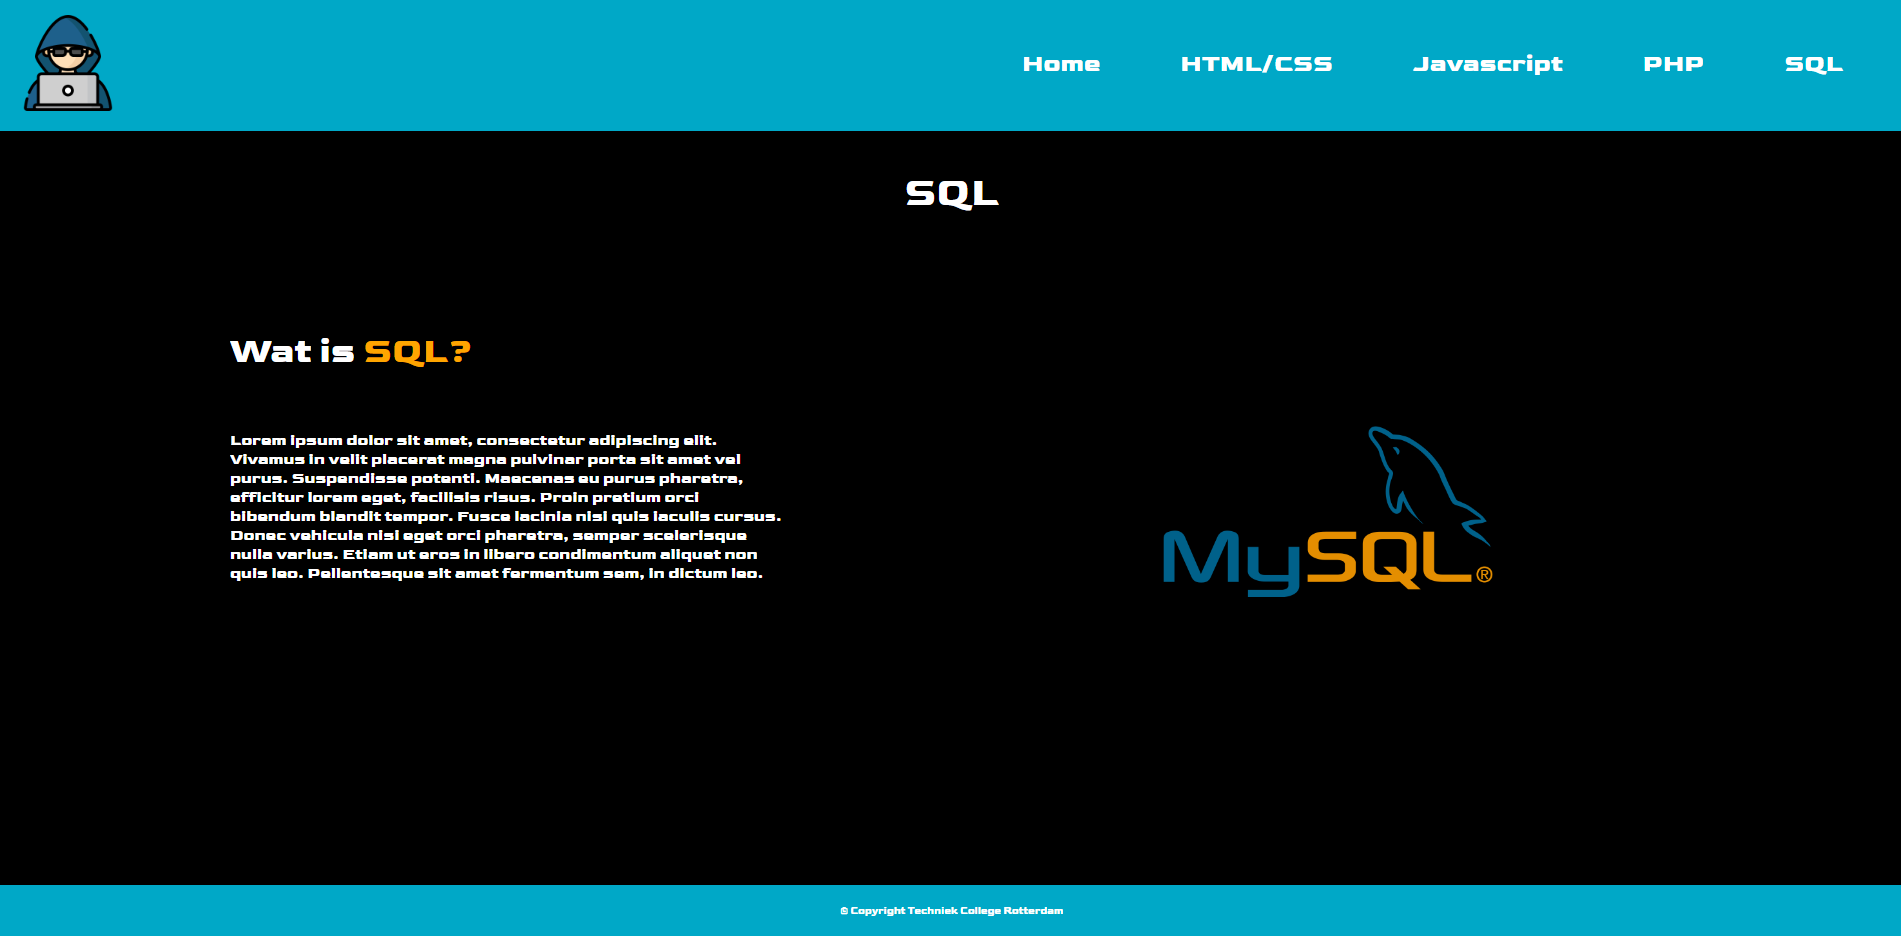 Home HTML/CSS Javascript PHP SQL
SQL
Wat is SQL?
Lorem ipsum dolor sit amet, consectetur adipiscing elit.
Vivamus in velit placerat magna pulvinar porta sit amet vel
purus. Suspendisse potenti. Maecenas eu purus pharetra,
efficitur lorem eget, facilisis risus. Proin pretium orci
bibendum blandit tempor. Fusce lacinia nisi quis iaculis cursus.
Donec vehicula nisi eget orci pharetra, semper scelerisque
nulla varius. Etiam ut eros in libero condimentum aliquet non
quis leo. Pellentesque sit amet fermentum sem, in dictum leo.
MySQL®
© Copyright Techniek College Rotterdam